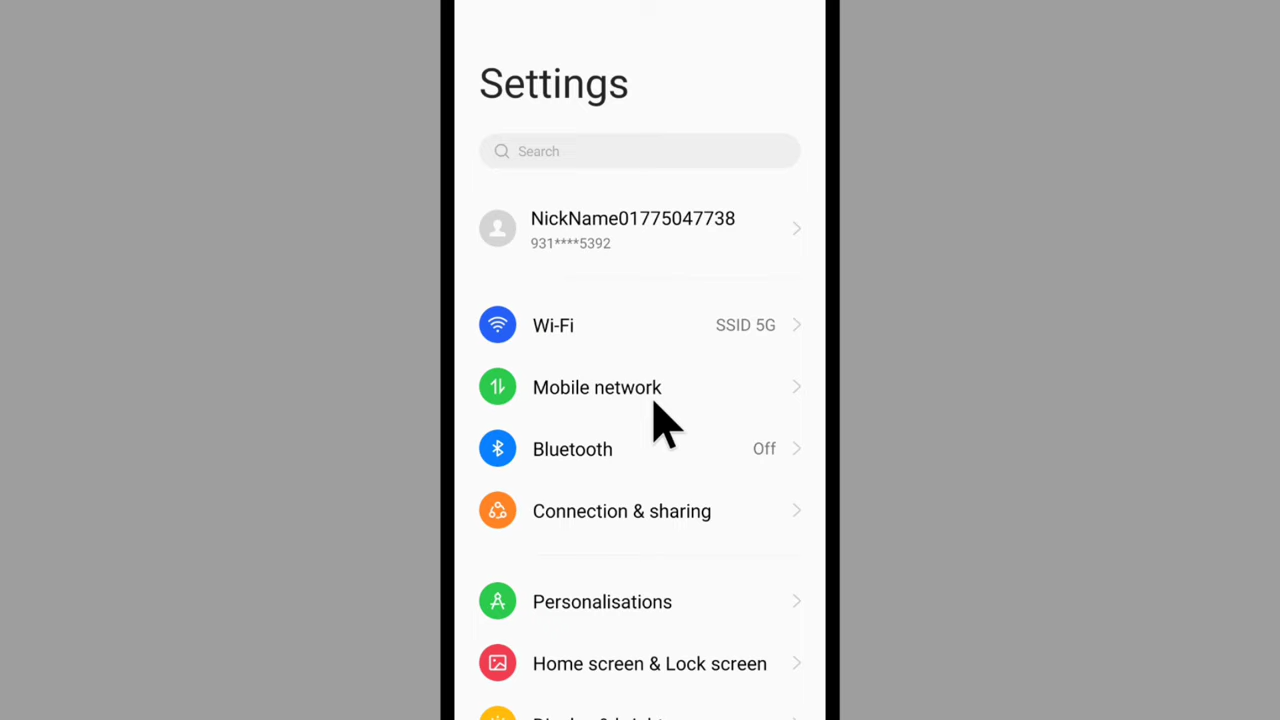 Settings
Search
NickName01775047738
931****5392
Wi-Fi SSID 5G
Mobile network
Bluetooth Off
Connection & sharing
Personalisations
Home screen & Lock screen